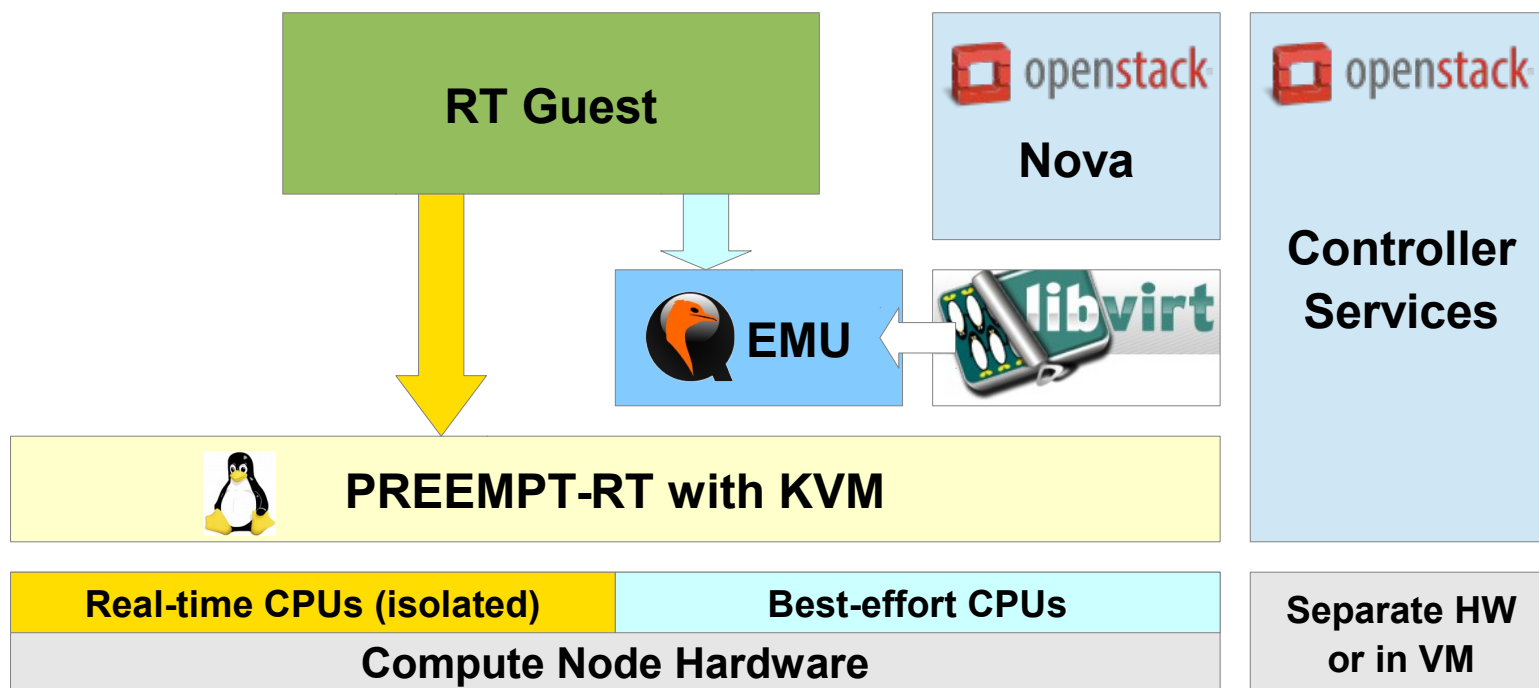 RT Guest
openstack
Nova
openstack
Controller
Services
QEMU
libvirt
PREEMPT-RT with KVM
Real-time CPUs (isolated)
Best-effort CPUs
Compute Node Hardware
Separate HW
or in VM